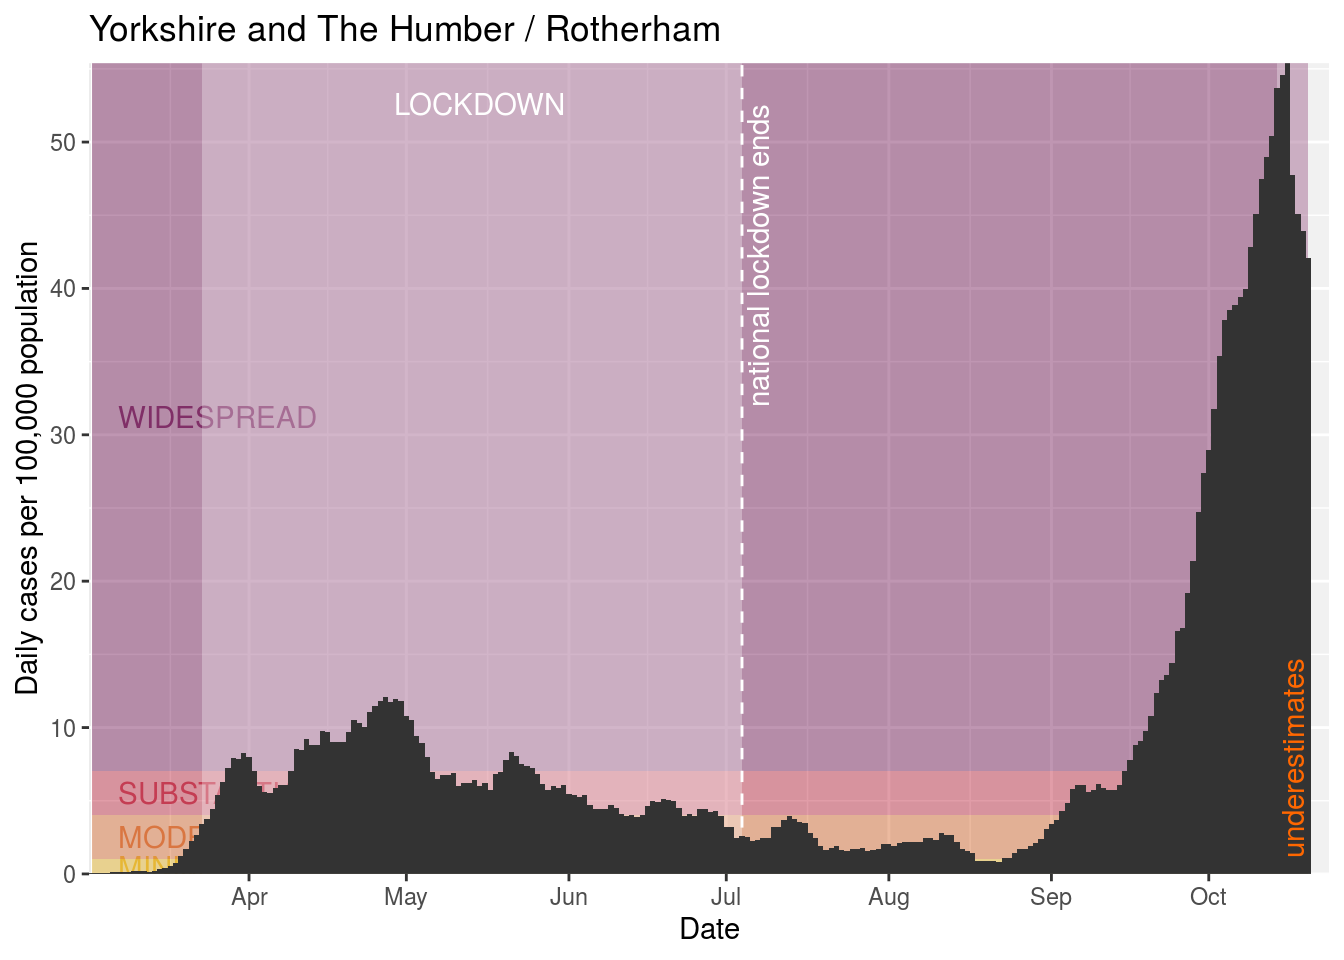 Yorkshire and The Humber / Rotherham
LOCKDOWN
national lockdown ends
WIDESPREAD
underestimates
Daily cases per 100,000 population
50
40
30
20
10
0
Apr
May
Jun
Jul
Aug
Sep
Oct
Date